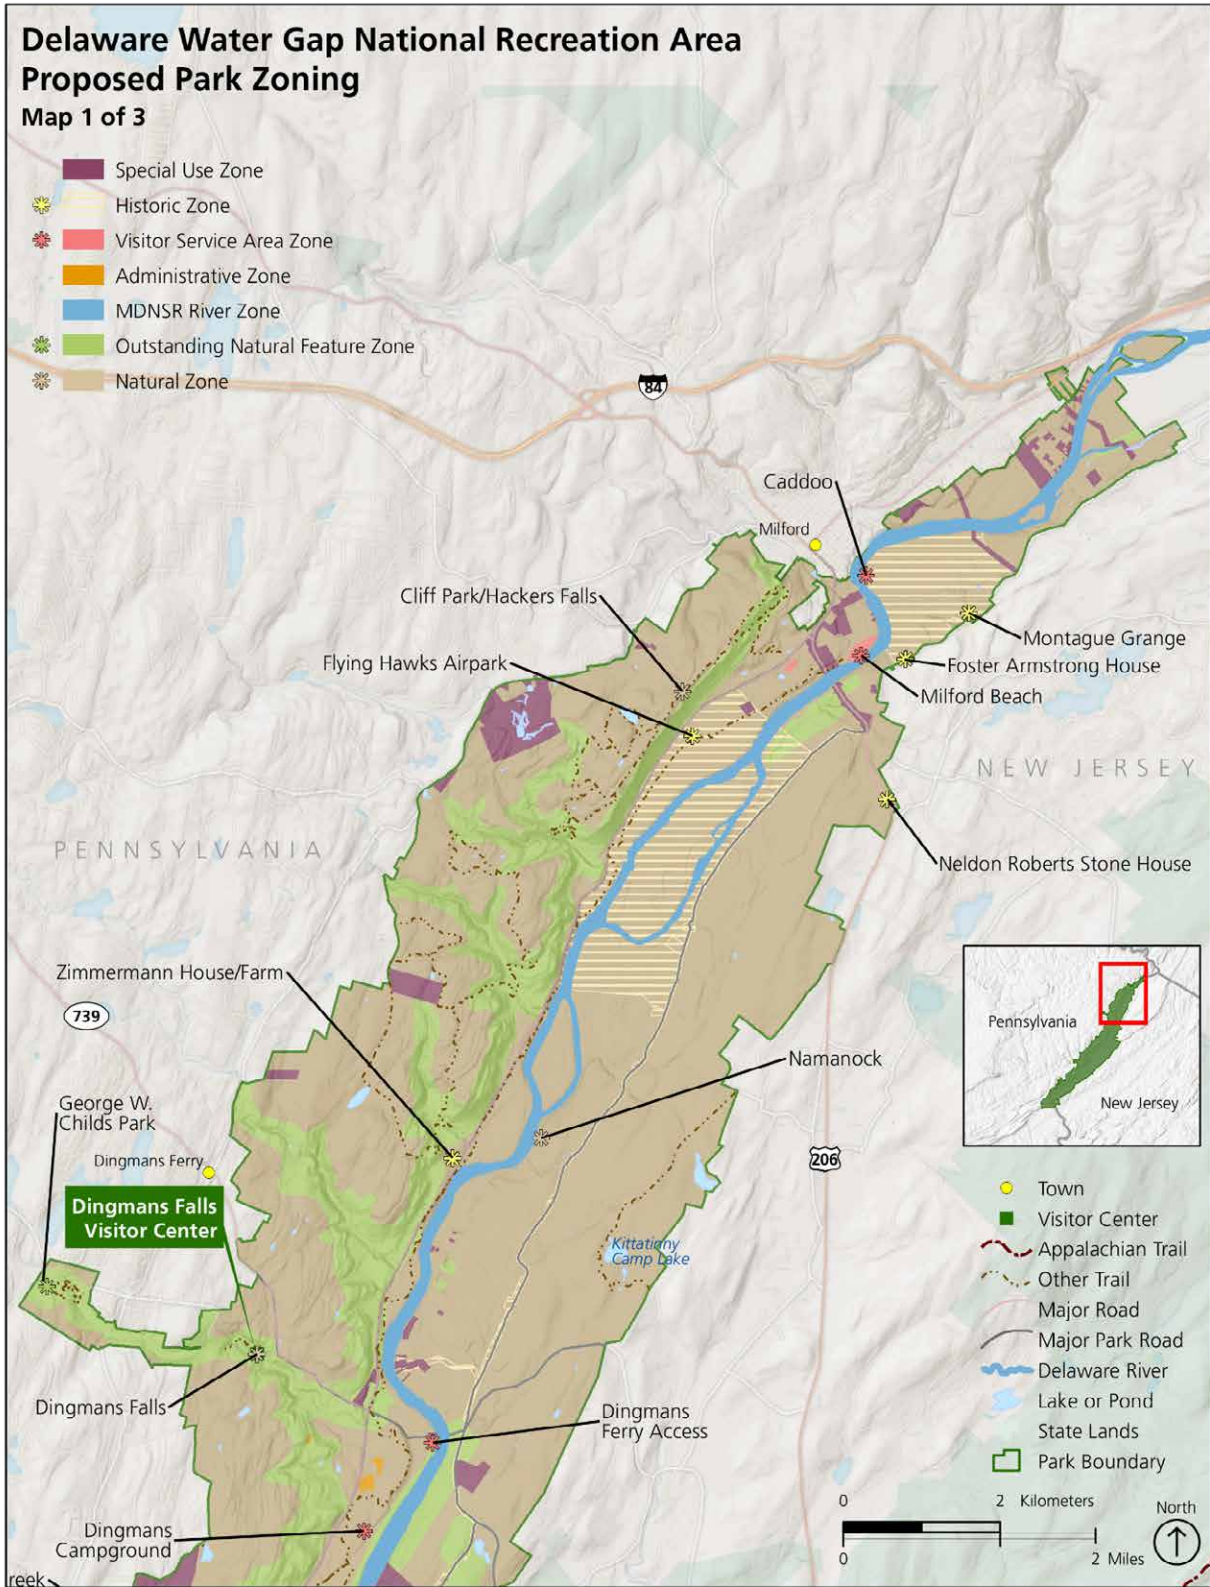 Delaware Water Gap National Recreation Area
Proposed Park Zoning
Map 1 of 3
Special Use Zone
Historic Zone
Visitor Service Area Zone
Administrative Zone
MDNSR River Zone
Outstanding Natural Feature Zone
Natural Zone
84
Caddoo
Milford
Cliff Park/Hackers Falls
Montague Grange
Flying Hawks Airpark
Foster Armstrong House
Milford Beach
NEW JERSEY
PENNSYLVANIA
Neldon Roberts Stone House
Zimmermann House/Farm
739
Pennsylvania
New Jersey
Namanock
George W.
Childs Park
Dingmans Ferry
206
Dingmans Falls
Visitor Center
Kittatinny
Camp Lake
Town
Visitor Center
Appalachian Trail
Other Trail
Major Road
Major Park Road
Delaware River
Lake or Pond
State Lands
Park Boundary
Dingmans Falls
Dingmans
Ferry Access
0 2 Kilometers
North
0 2 Miles
Dingmans
Campground
reek